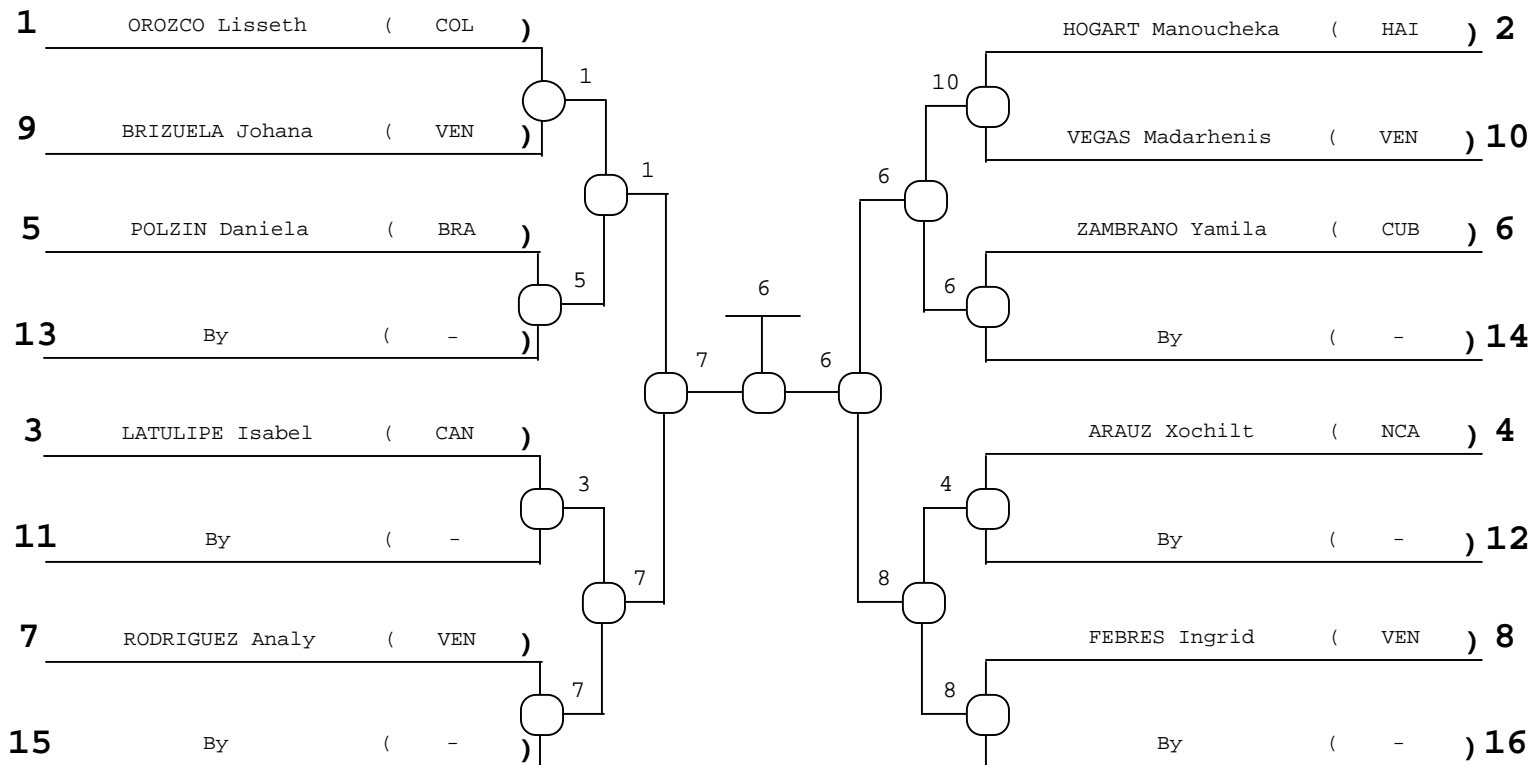 1 OROZCO Lisseth ( COL ) HOGART Manoucheka ( HAI ) 2
1 10
9 BRIZUELA Johana ( VEN ) VEGAS Madarhenis ( VEN ) 10
1 6
5 POLZIN Daniela ( BRA ) ZAMBRANO Yamila ( CUB ) 6
5 6 6
13 By ( - ) By ( - ) 14
7 6
3 LATULIPE Isabel ( CAN ) ARAUZ Xochilt ( NCA ) 4
3 4
11 By ( - By ( - ) 12
7 8
7 RODRIGUEZ Analy ( VEN ) FEBRES Ingrid ( VEN ) 8
7 8
15 By ( - ) By ( - ) 16